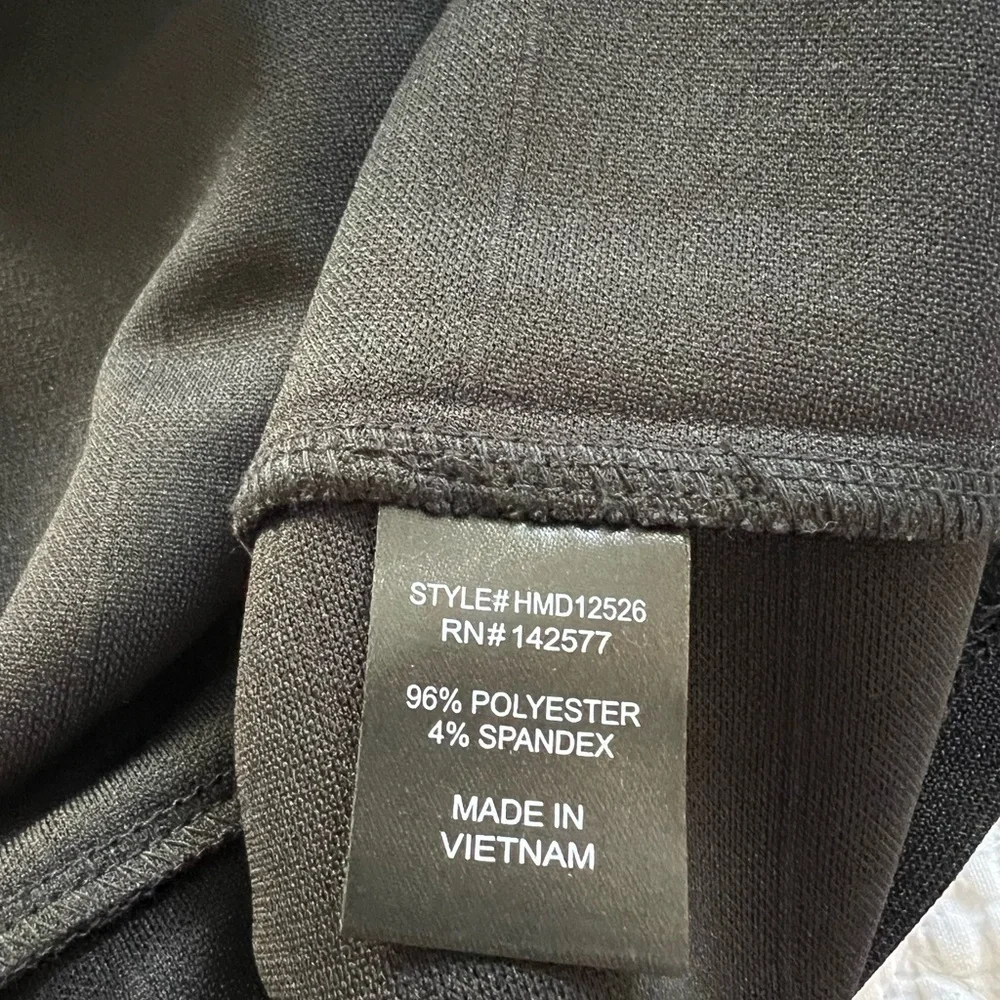 STYLE# HMD12526
RN# 142577
96% POLYESTER
4% SPANDEX
MADE IN
VIETNAM